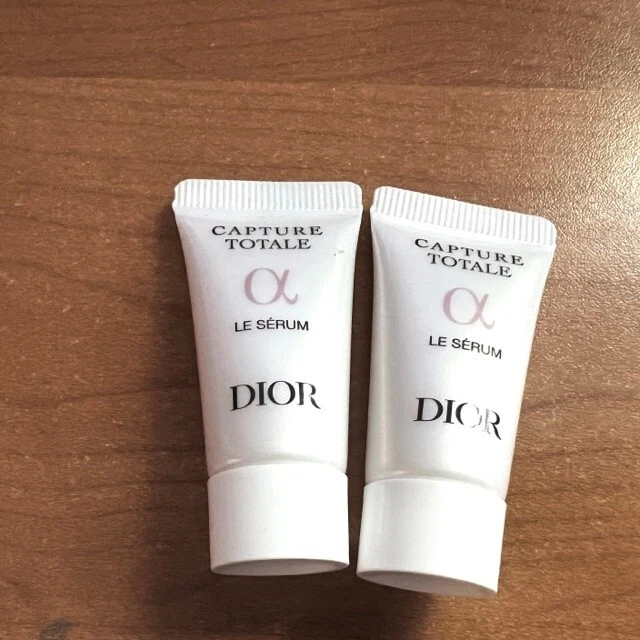 CAPTURE
TOTALE
α
LE SÉRUM
DIOR
CAPTURE
TOTALE
α
LE SÉRUM
DIOR